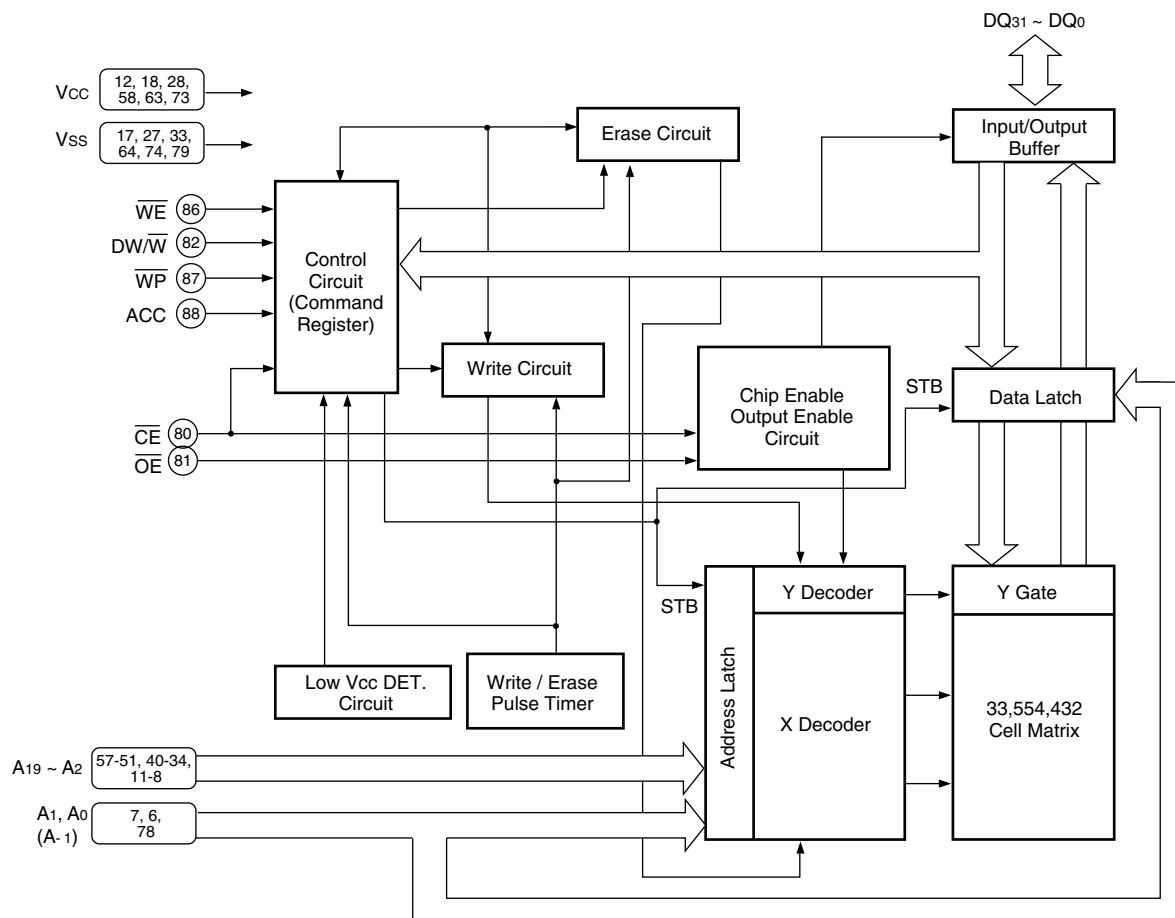 DQ31 ~ DQ0
VCC
12, 18, 28,
58, 63, 73
VSS
17, 27, 33,
64, 74, 79
Erase Circuit
Input/Output
Buffer
WE
86
DW/W
82
WP
87
ACC
88
Control
Circuit
(Command
Register)
Write Circuit
Chip Enable
Output Enable
Circuit
STB
Data Latch
CE
80
OE
81
STB
Address Latch
Y Decoder
X Decoder
Y Gate
33,554,432
Cell Matrix
Low Vcc DET.
Circuit
Write / Erase
Pulse Timer
A19 ~ A2
57-51, 40-34,
11-8
A1, A0
(A-1)
7, 6,
78